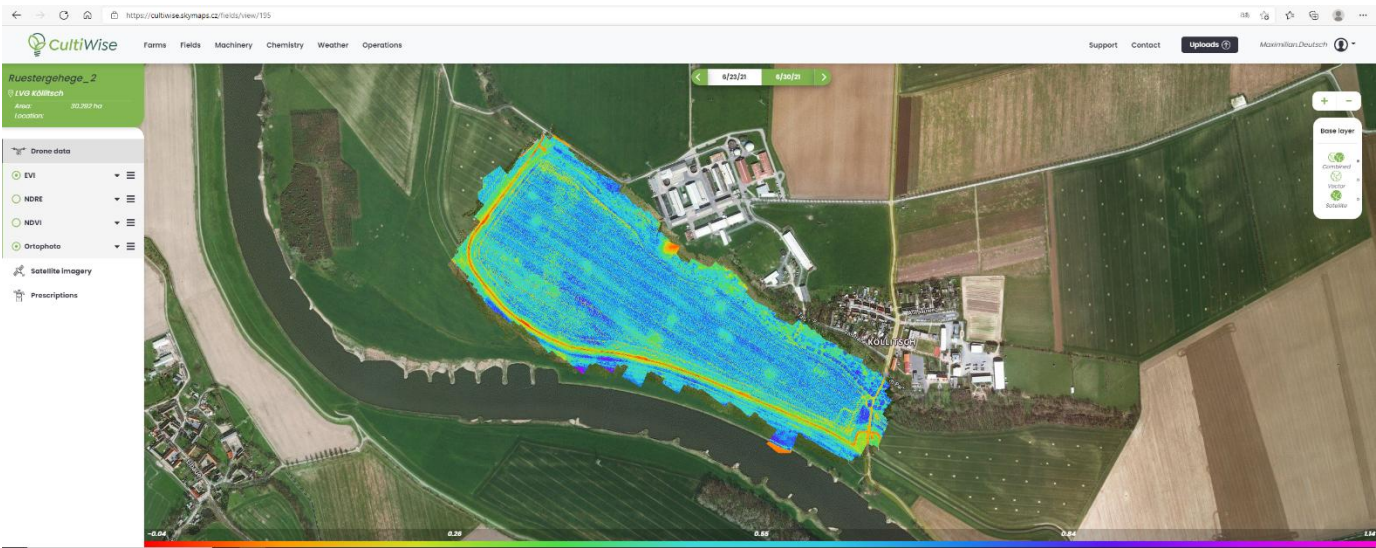 https://cultiwise.skymaps.cz/fields/view/195
CultiWise
Farms Fields Machinery Chemistry Weather Operations
Support Contact Uploads Maximilian.Deutsch
Ruestergehege_2
LVG Köllitsch
Area: 30.292 ha
Location:
6/23/21 6/30/21
+ -
Base layer
Combined
Vector
Satellite
Drone data
EVI
NDRE
NDVI
Ortophoto
Satellite imagery
Prescriptions
KÖLLITSCH
-0.04 0.26 0.55 0.84 1.14